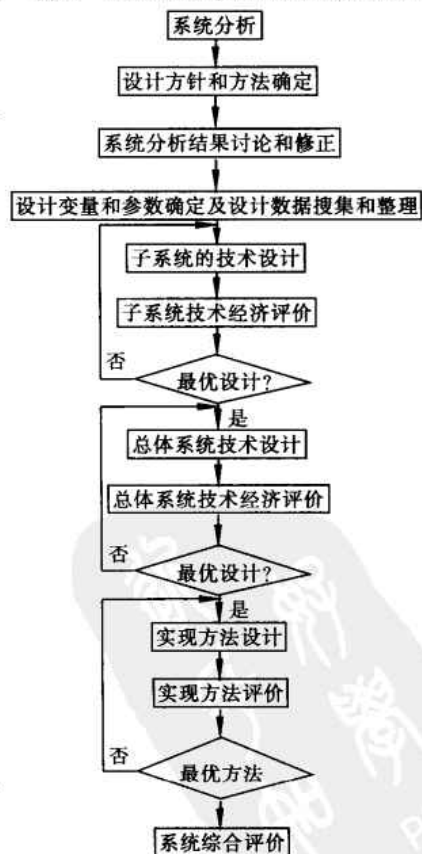 系统分析
设计方针和方法确定
系统分析结果讨论和修正
设计变量和参数确定及设计数据搜集和整理
子系统的技术设计
子系统技术经济评价
否
最优设计?
是
总体系统技术设计
总体系统技术经济评价
否
最优设计?
是
实现方法设计
实现方法评价
否
最优方法
系统综合评价